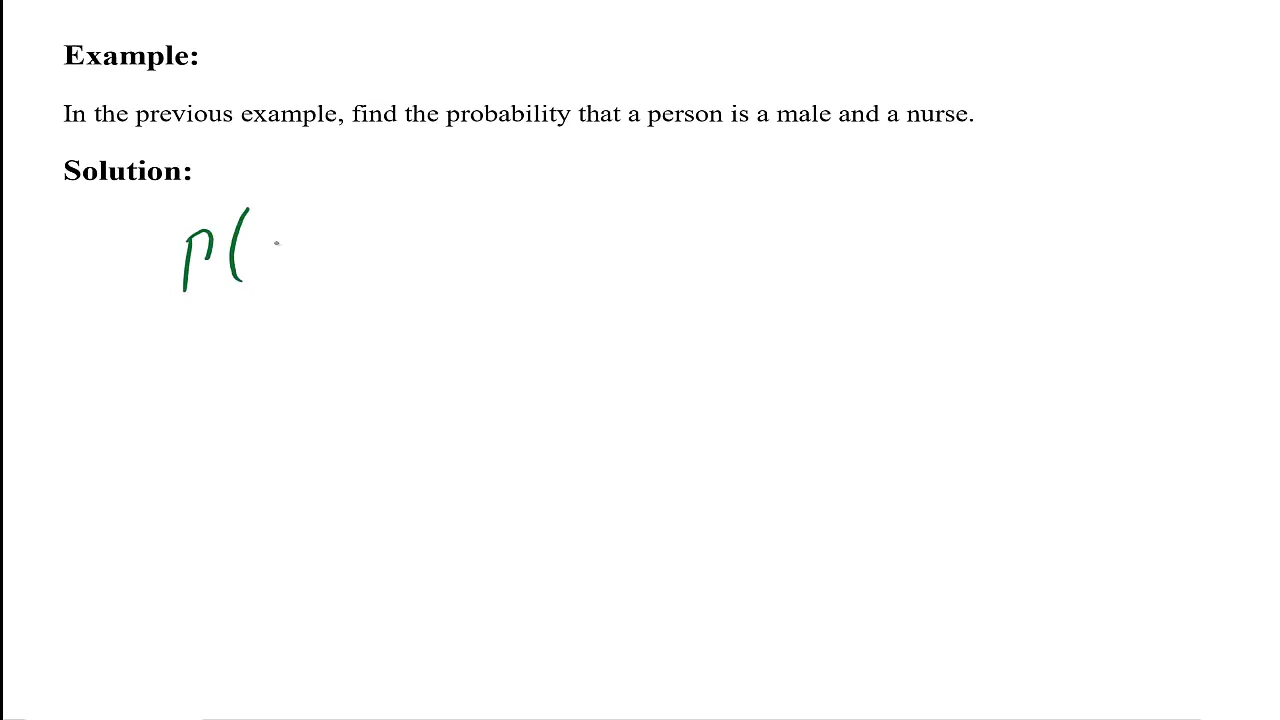 Example:
In the previous example, find the probability that a person is a male and a nurse.
Solution:
P(